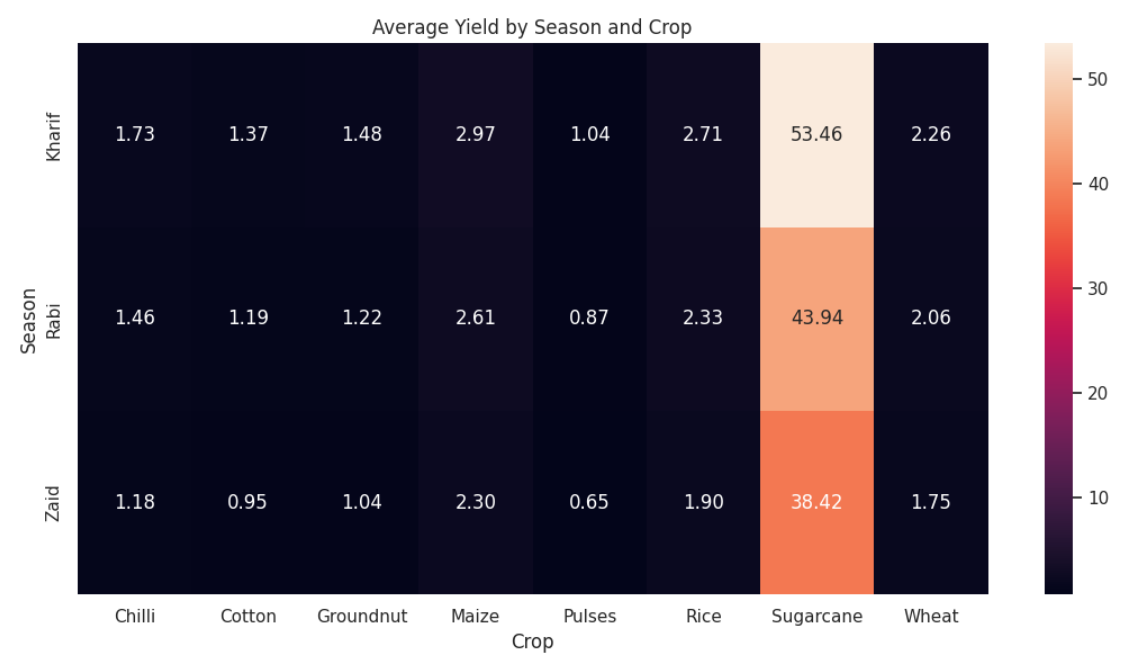 Average Yield by Season and Crop
Season
Kharif 1.73 1.37 1.48 2.97 1.04 2.71 53.46 2.26
Rabi 1.46 1.19 1.22 2.61 0.87 2.33 43.94 2.06
Zaid 1.18 0.95 1.04 2.30 0.65 1.90 38.42 1.75
Chilli Cotton Groundnut Maize Pulses Rice Sugarcane Wheat
Crop
50
40
30
20
10